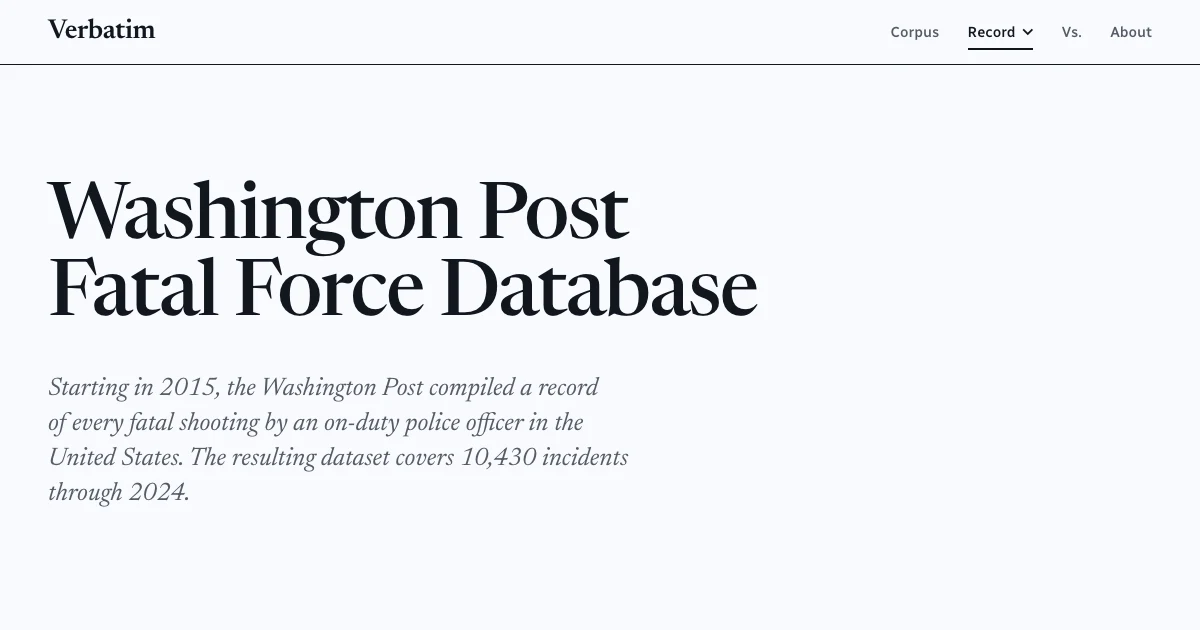 Verbatim
Corpus
Record
Vs.
About
Washington Post
Fatal Force Database
Starting in 2015, the Washington Post compiled a record
of every fatal shooting by an on-duty police officer in the
United States. The resulting dataset covers 10,430 incidents
through 2024.